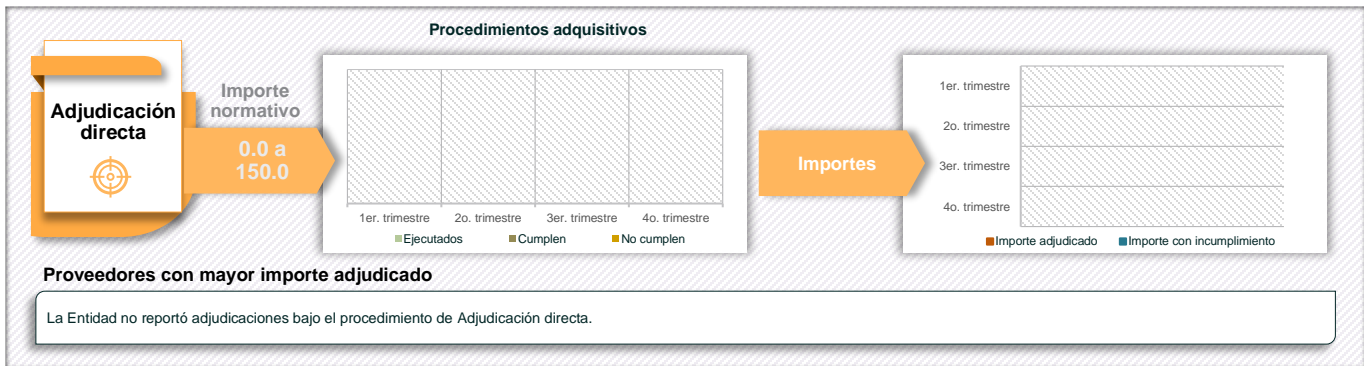 Procedimientos adquisitivos
Adjudicación
directa
Importe
normativo
0.0 a
150.0
1er. trimestre
2o. trimestre
3er. trimestre
4o. trimestre
Ejecutados
Cumplen
No cumplen
Importes
1er. trimestre
2o. trimestre
3er. trimestre
4o. trimestre
Importe adjudicado
Importe con incumplimiento
Proveedores con mayor importe adjudicado
La Entidad no reportó adjudicaciones bajo el procedimiento de Adjudicación directa.